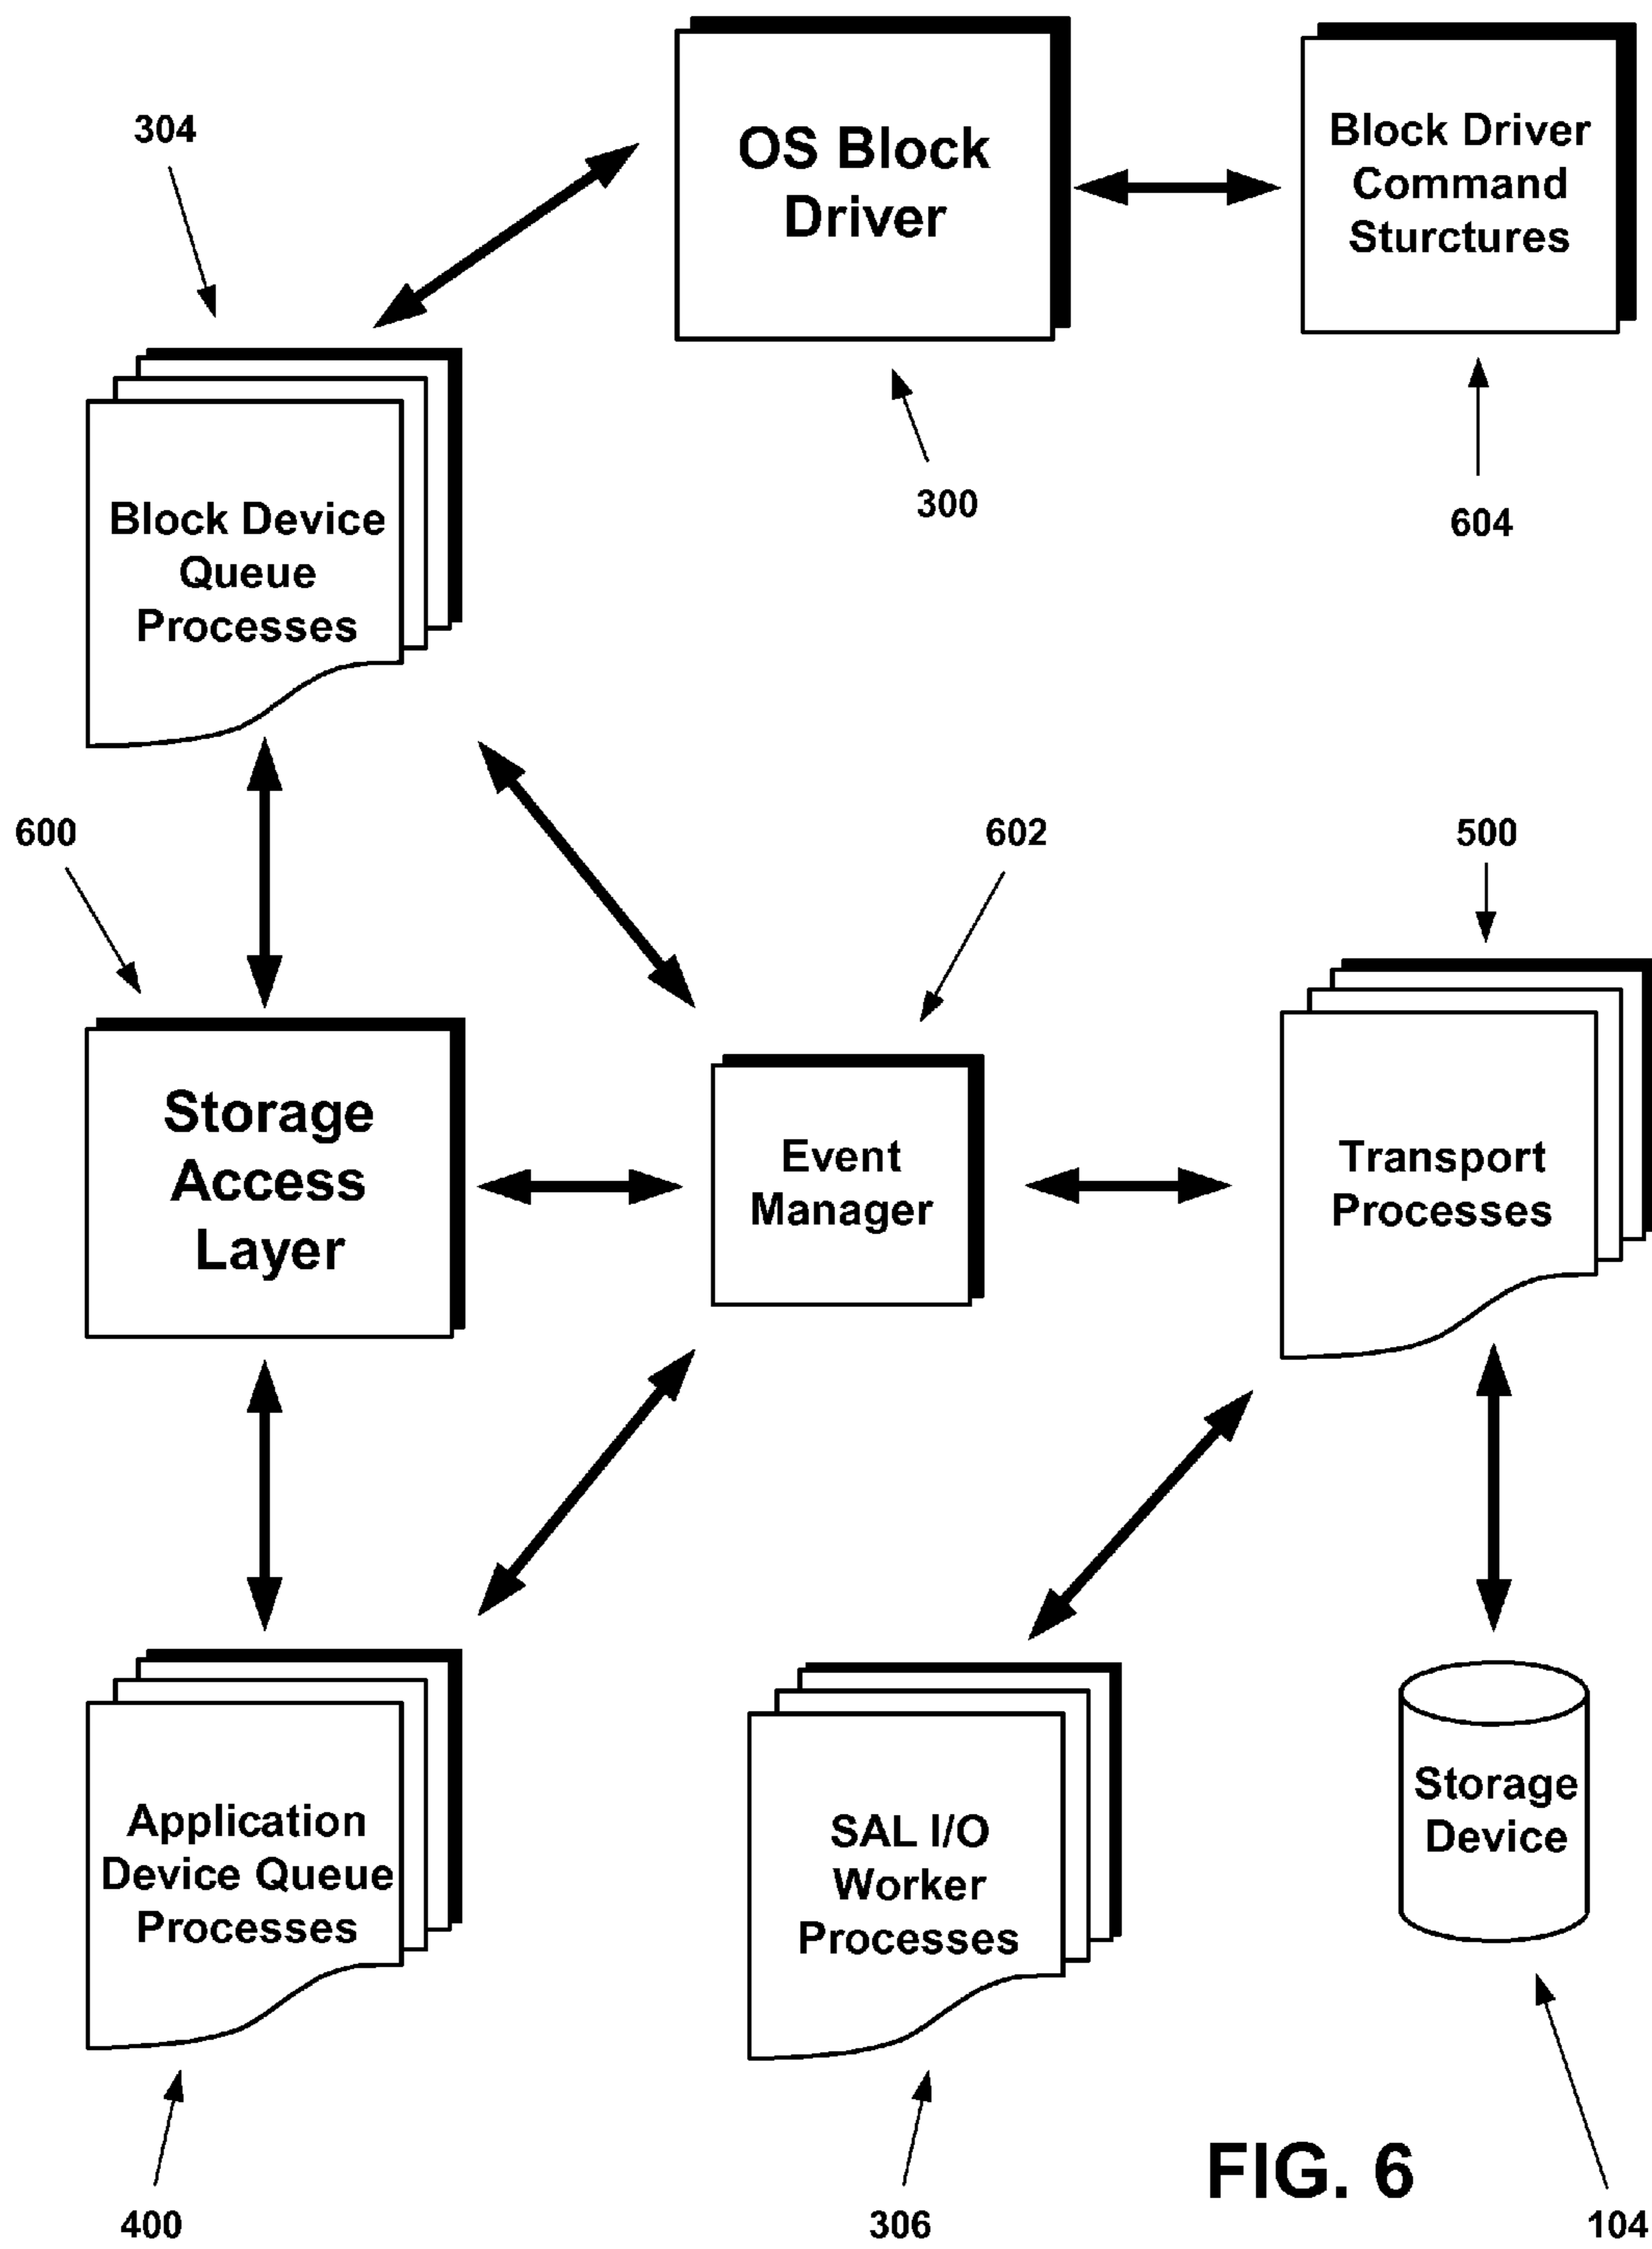 304
OS Block
Driver
Block Driver
Command
Sturctures
300
604
Block Device
Queue
Processes
600
602
500
Storage
Access
Layer
Event
Manager
Transport
Processes
Application
Device Queue
Processes
SAL I/O
Worker
Processes
Storage
Device
400
306
FIG. 6
104